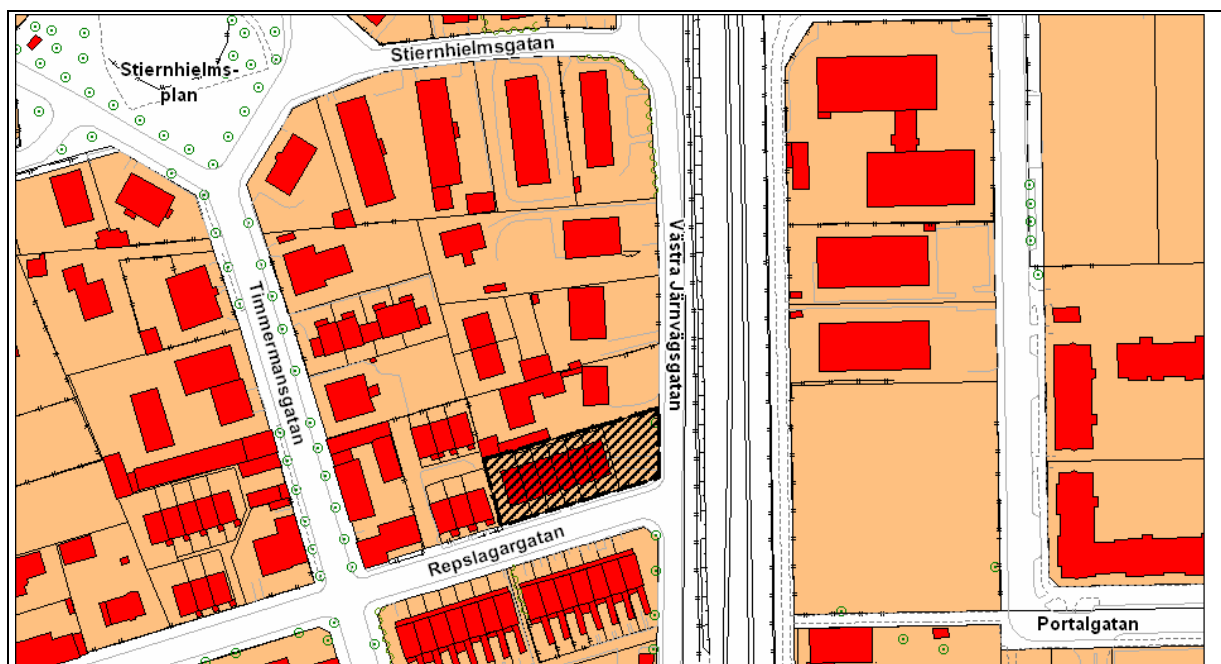 Stiernhielmsgatan
Stiernhielms-
plan
Västra Järnvägsgatan
Timmermansgatan
Repslagargatan
Portalgatan